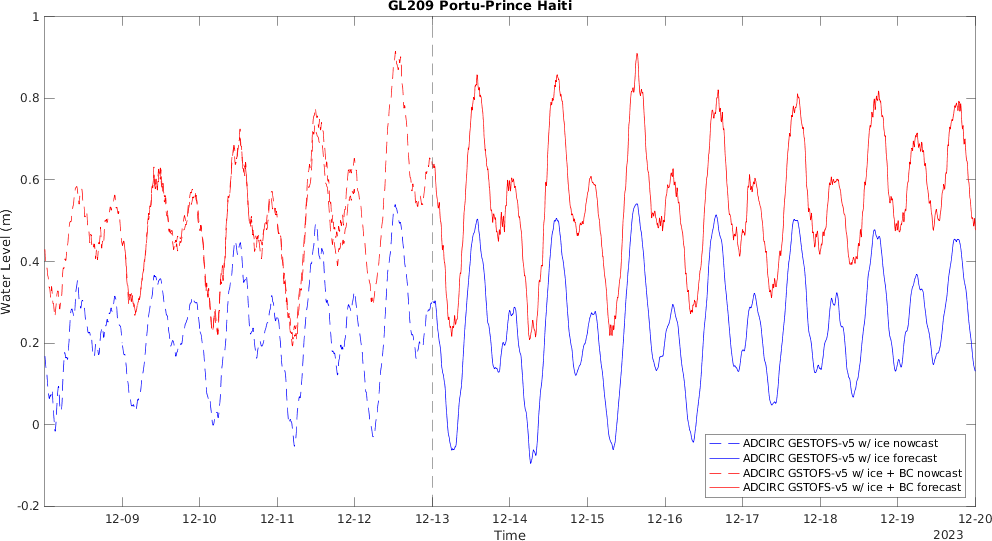 GL209 Portu-Prince Haiti
1
0.8
0.6
0.4
0.2
0
-0.2
Water Level (m)
12-09 12-10 12-11 12-12 12-13 12-14 12-15 12-16 12-17 12-18 12-19 12-20
Time
2023
ADCIRC GESTOFS-v5 w/ ice nowcast
ADCIRC GESTOFS-v5 w/ ice forecast
ADCIRC GSTOFS-v5 w/ ice + BC nowcast
ADCIRC GSTOFS-v5 w/ ice + BC forecast